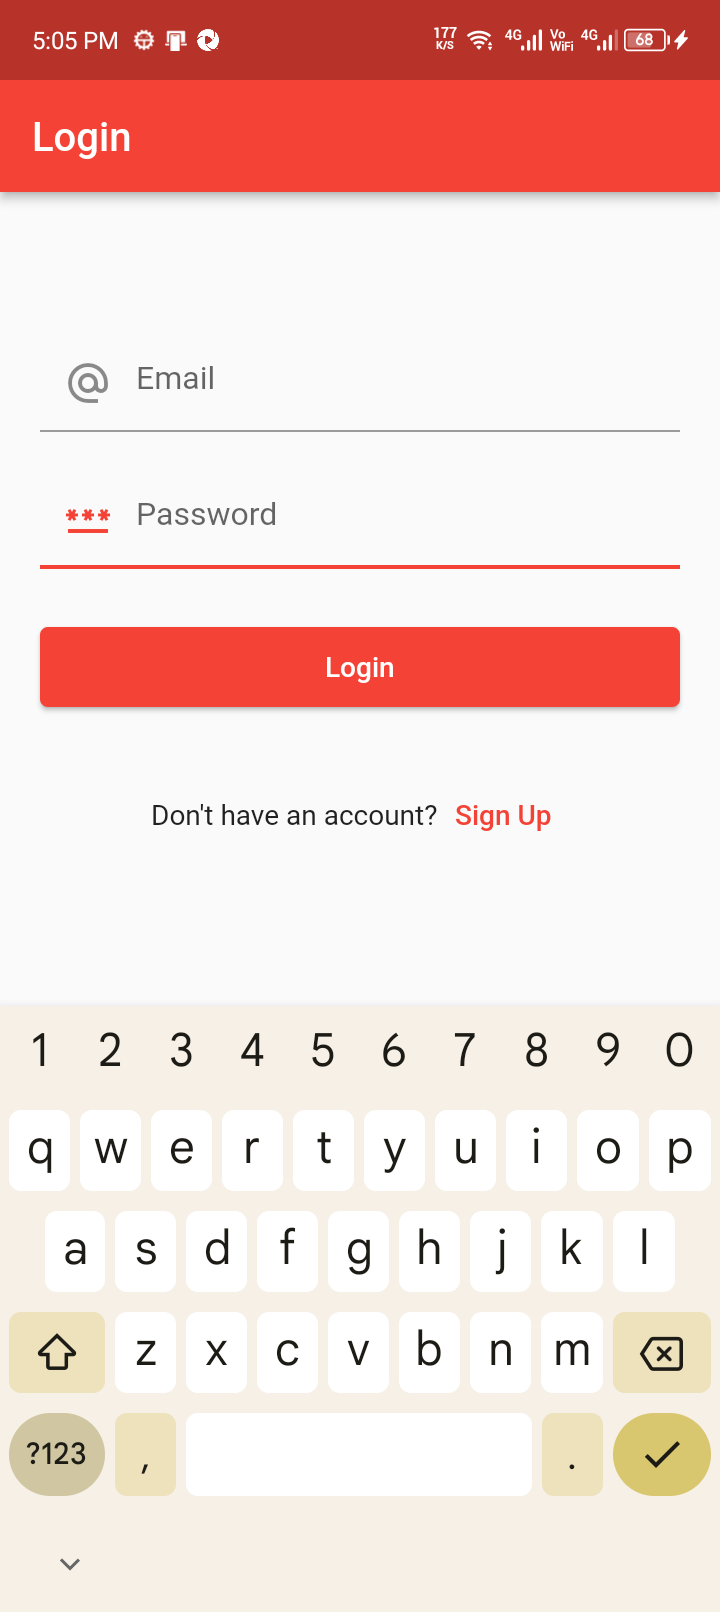 5:05 PM 177 K/S 4G Vo WiFi 4G 68
Login
Email
*** Password
Login
Don't have an account? Sign Up
1 2 3 4 5 6 7 8 9 0
q w e r t y u i o p
a s d f g h j k l
z x c v b n m
?123 , .